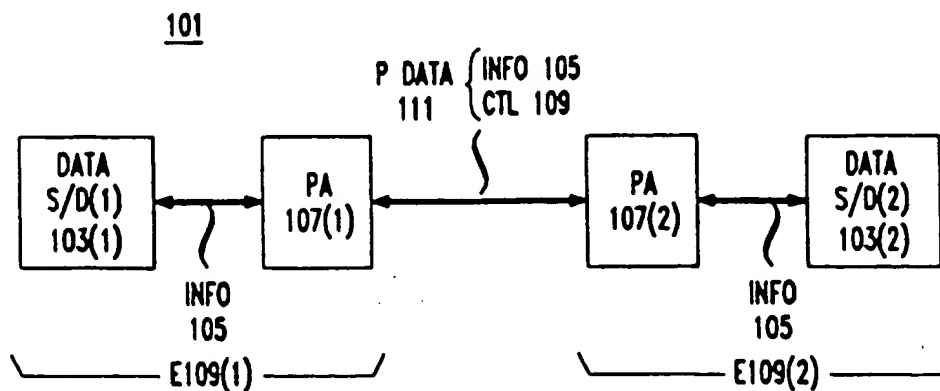 101
P DATA
111
INFO 105
CTL 109
DATA
S/D(1)
103(1)
PA
107(1)
PA
107(2)
DATA
S/D(2)
103(2)
INFO
105
INFO
105
E109(1)
E109(2)